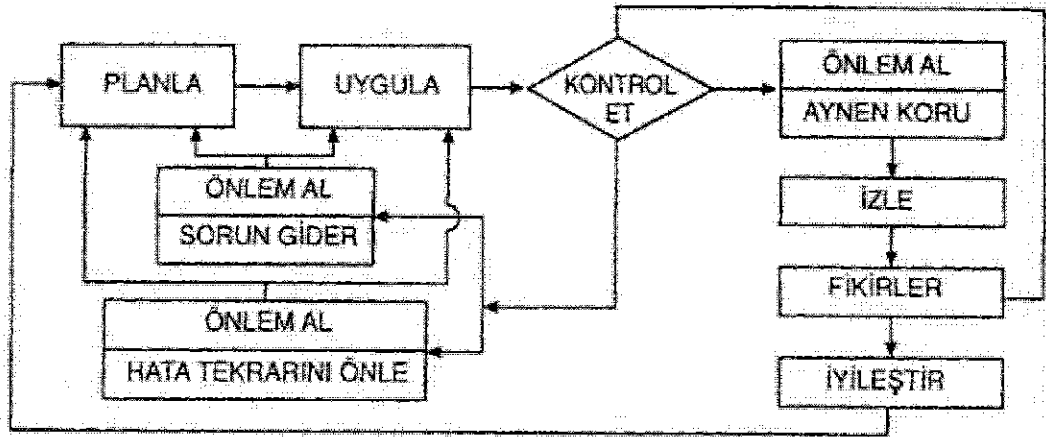 PLANLA
UYGULA
KONTROL
ET
ÖNLEM AL
AYNEN KORU
ÖNLEM AL
SORUN GİDER
İZLE
FİKİRLER
ÖNLEM AL
HATA TEKRARINI ÖNLE
İYİLEŞTİR